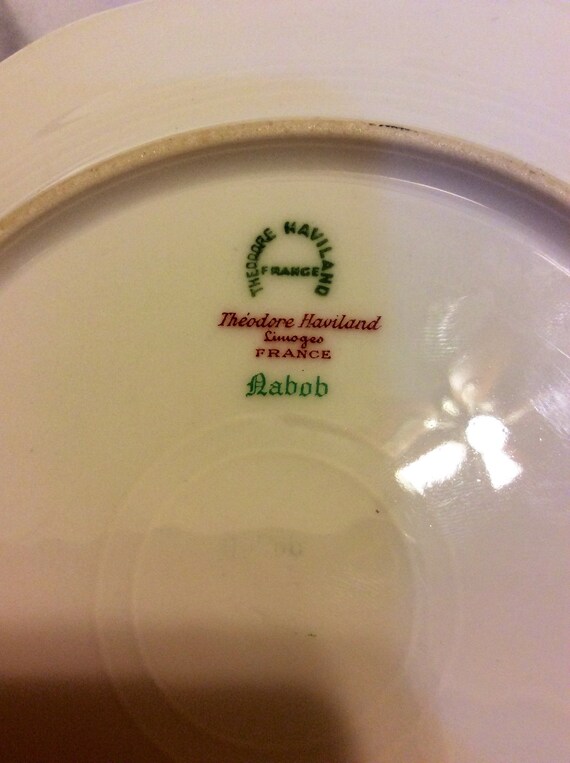 THEODORE HAVILAND
FRANCE
Théodore Haviland
Limoges
FRANCE
Nabob